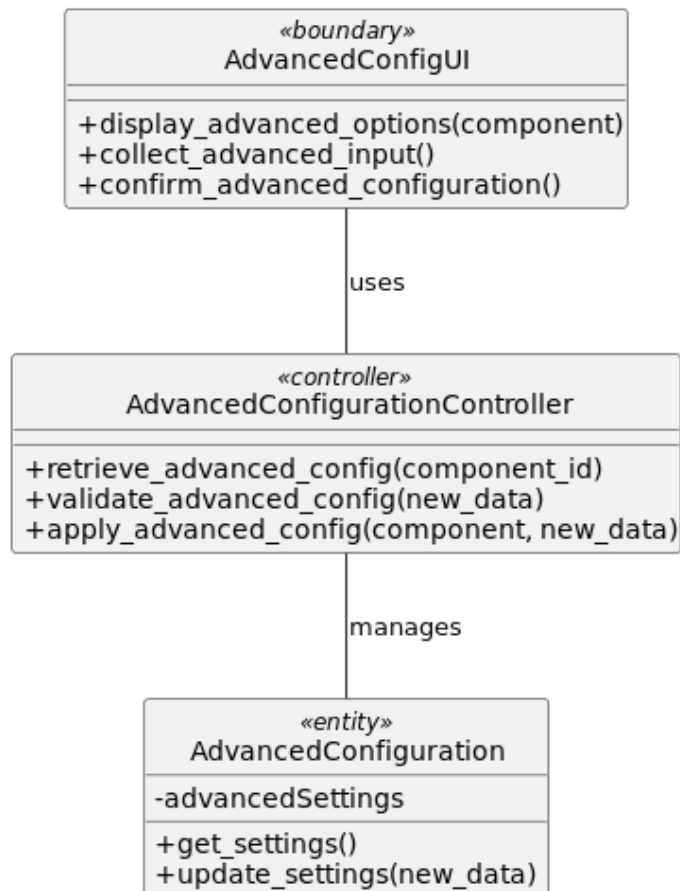 «boundary»
AdvancedConfigUI
+display_advanced_options(component)
+collect_advanced_input()
+confirm_advanced_configuration()
uses
«controller»
AdvancedConfigurationController
+retrieve_advanced_config(component_id)
+validate_advanced_config(new_data)
+apply_advanced_config(component, new_data)
manages
«entity»
AdvancedConfiguration
-advancedSettings
+get_settings()
+update_settings(new_data)